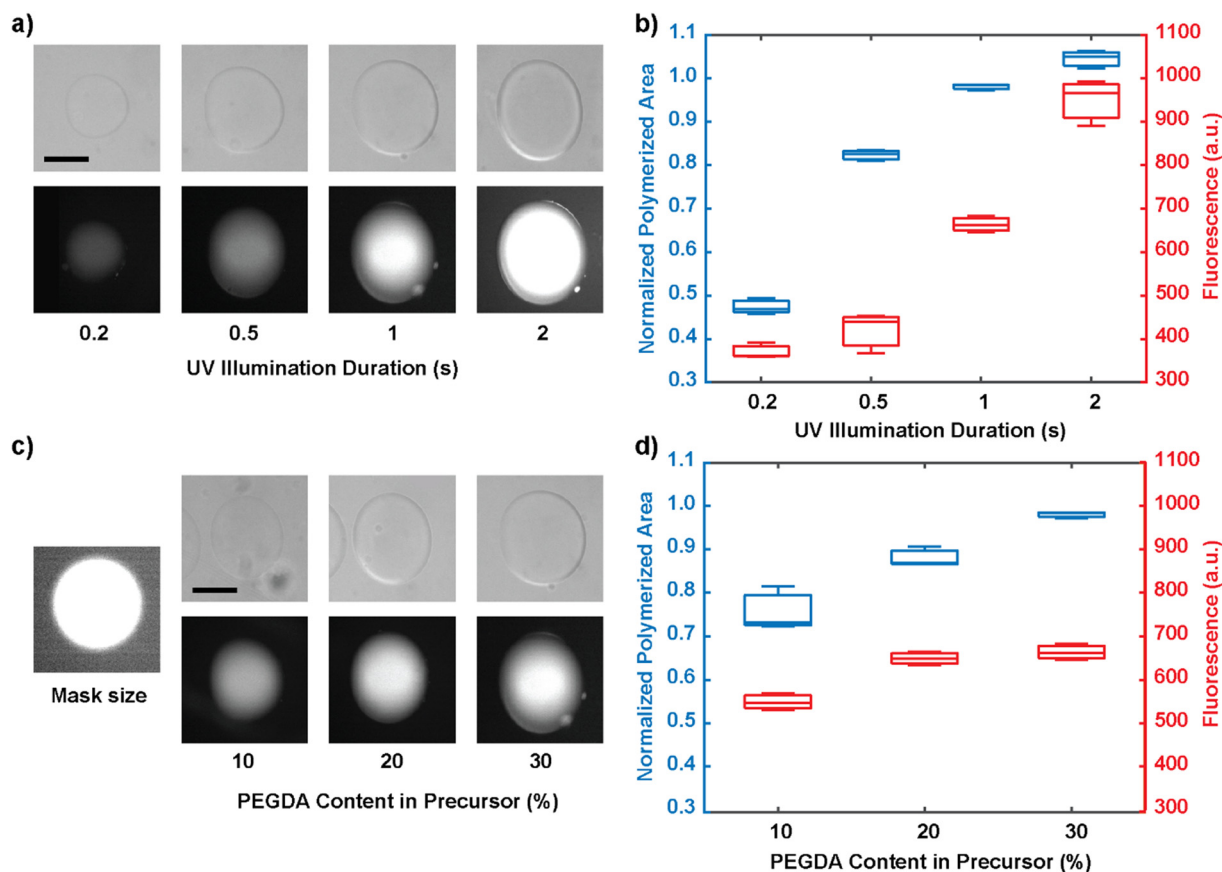 a)
0.2 0.5 1 2
UV Illumination Duration (s)
b)
Normalized Polymerized Area
1.1
1.0
0.9
0.8
0.7
0.6
0.5
0.4
0.3
1100
1000
900
800
700
600
500
400
300
Fluorescence (a.u.)
0.2 0.5 1 2
UV Illumination Duration (s)
c)
Mask size
10 20 30
PEGDA Content in Precursor (%)
d)
Normalized Polymerized Area
1.1
1.0
0.9
0.8
0.7
0.6
0.5
0.4
0.3
1100
1000
900
800
700
600
500
400
300
Fluorescence (a.u.)
10 20 30
PEGDA Content in Precursor (%)